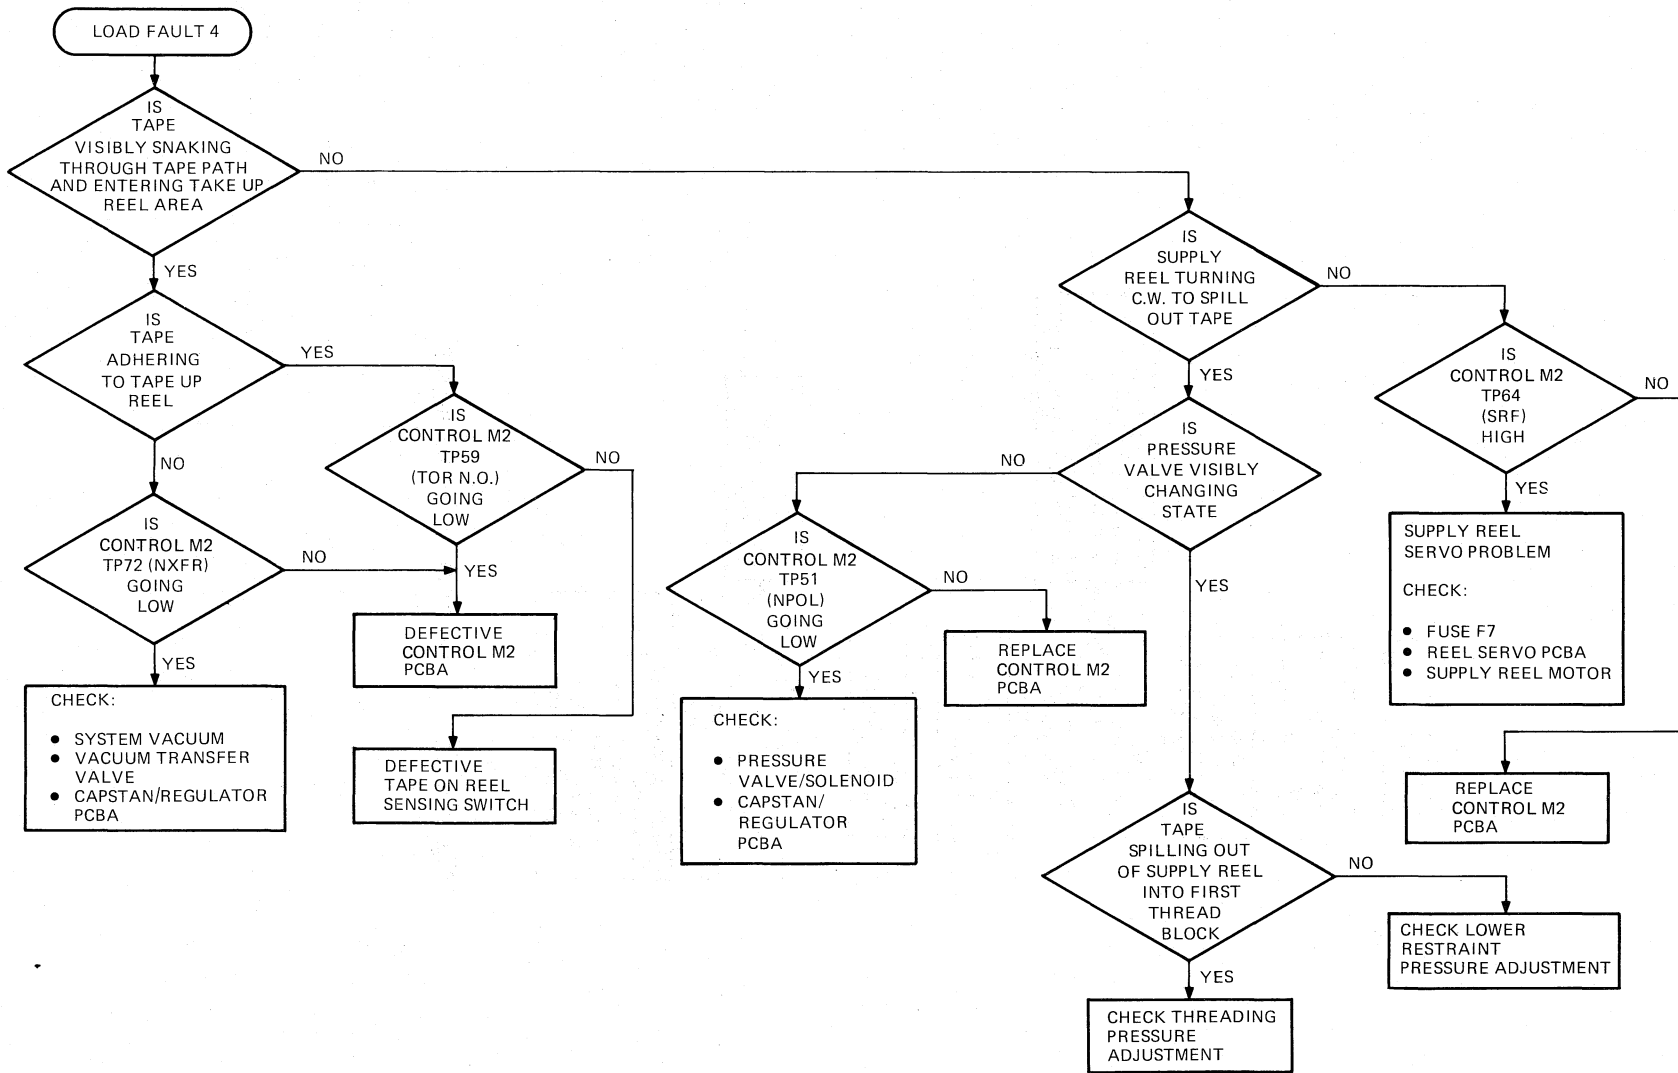 LOAD FAULT 4
IS
TAPE
VISIBLY SNAKING
THROUGH TAPE PATH
AND ENTERING TAKE UP
REEL AREA
NO
YES
IS
TAPE
ADHERING
TO TAPE UP
REEL
YES
NO
IS
CONTROL M2
TP59
(TOR N.O.)
GOING
LOW
NO
YES
IS
CONTROL M2
TP72 (NXFR)
GOING
LOW
NO
YES
DEFECTIVE
CONTROL M2
PCBA
CHECK:
● SYSTEM VACUUM
● VACUUM TRANSFER
VALVE
● CAPSTAN/REGULATOR
PCBA
DEFECTIVE
TAPE ON REEL
SENSING SWITCH
IS
SUPPLY
REEL TURNING
C.W. TO SPILL
OUT TAPE
NO
YES
IS
PRESSURE
VALVE VISIBLY
CHANGING
STATE
NO
YES
IS
CONTROL M2
TP51
(NPOL)
GOING
LOW
NO
YES
REPLACE
CONTROL M2
PCBA
CHECK:
● PRESSURE
VALVE/SOLENOID
● CAPSTAN/
REGULATOR
PCBA
IS
CONTROL M2
TP64
(SRF)
HIGH
NO
YES
SUPPLY REEL
SERVO PROBLEM
CHECK:
● FUSE F7
● REEL SERVO PCBA
● SUPPLY REEL MOTOR
REPLACE
CONTROL M2
PCBA
IS
TAPE
SPILLING OUT
OF SUPPLY REEL
INTO FIRST
THREAD
BLOCK
NO
YES
CHECK LOWER
RESTRAINT
PRESSURE ADJUSTMENT
CHECK THREADING
PRESSURE
ADJUSTMENT